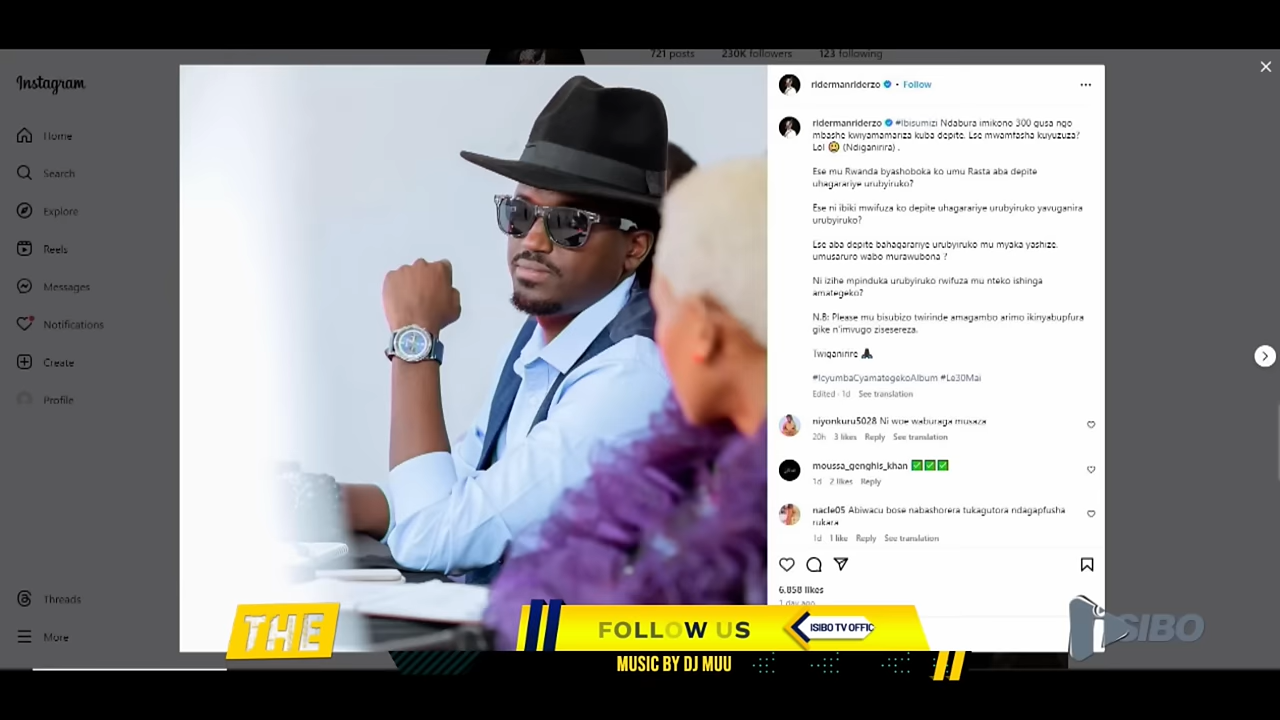 721 posts 230K followers 123 following
Instagram
Home
Search
Explore
Reels
Messages
Notifications
Create
Profile
Threads
More
ridermanriderzo • Follow
ridermanriderzo #Ibisumizi Ndabura imikono 300 gusa ngo
mbashe kwiyamamariza kuba depite. Ese mwamfasha kuyuzuza?
Lol (Ndiganirira) .
Ese mu Rwanda byashoboka ko umu Rasta aba depite
uhagarariye urubyiruko?
Ese ni ibiki mwifuza ko depite uhagarariye urubyiruko yavuganira
urubyiruko?
Ese aba depite bahagarariye urubyiruko mu myaka yashize,
umusaruro wabo murawubona ?
Ni izihe mpinduka urubyiruko rwifuza mu nteko ishinga
amategeko?
N.B: Please mu bisubizo twirinde amagambo arimo ikinyabupfura
gike n'imvugo zisesereza.
Twiganirire
#IcyumbaCyamategekoAlbum #Le30Mai
Edited · 1d See translation
niyonkuru5028 Ni woe waburaga musaza
20h 3 likes Reply See translation
moussa_genghis_khan
1d 2 likes Reply
nacle05 Abiwacu bose nabashorera tukagutora ndagapfusha
rukara
1d 1 like Reply See translation
6,858 likes
1 day ago
THE
FOLLOW US
ISIBO TV OFFIC
MUSIC BY DJ MUU
ISIBO